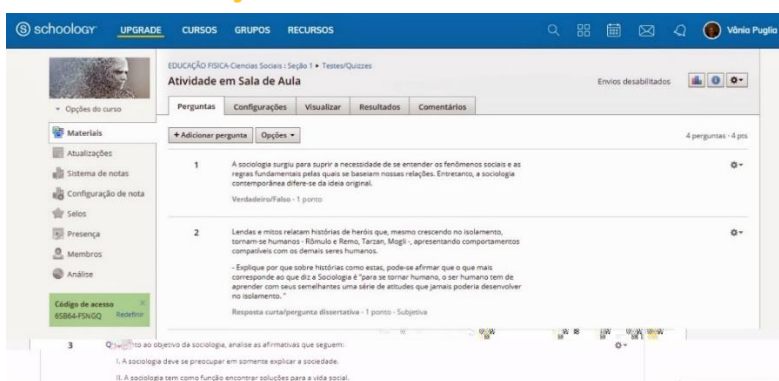 schoology UPGRADE CURSOS GRUPOS RECURSOS Vânia Puglia
EDUCAÇÃO FISICA-Ciencias Sociais : Seção 1 ▸ Testes/Quizzes
Atividade em Sala de Aula
Envios desabilitados
Opções do curso
Perguntas Configurações Visualizar Resultados Comentários
Materiais
+ Adicionar pergunta Opções
4 perguntas - 4 pts
Atualizações
Sistema de notas
Configuração de nota
Selos
Presença
Membros
Análise
Código de acesso
6SB64-PSNGQ Redefinir
1 A sociologia surgiu para suprir a necessidade de se entender os fenômenos sociais e as
regras fundamentais pelas quais se baseiam nossas relações. Entretanto, a sociologia
contemporânea difere-se da ideia original.
Verdadeiro/Falso - 1 ponto
2 Lendas e mitos relatam histórias de heróis que, mesmo crescendo no isolamento,
tornam-se humanos - Rômulo e Remo, Tarzan, Mogli -, apresentando comportamentos
compatíveis com os demais seres humanos.
- Explique por que sobre histórias como estas, pode-se afirmar que o que mais
corresponde ao que diz a Sociologia é "para se tornar humano, o ser humano tem de
aprender com seus semelhantes uma série de atitudes que jamais poderia desenvolver
no isolamento. "
Resposta curta/pergunta dissertativa - 1 ponto - Subjetiva
3 ao objetivo da sociologia, analise as afirmativas que seguem:
I. A sociologia deve se preocupar em somente explicar a sociedade.
II. A sociologia tem como função encontrar soluções para a vida social.